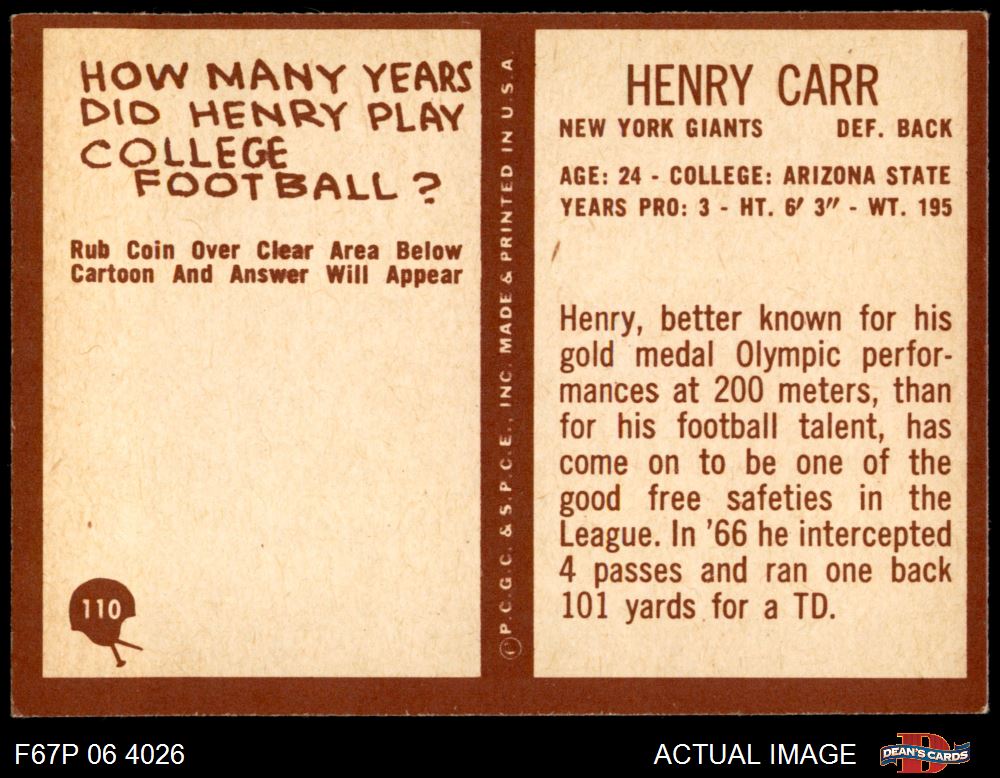 HOW MANY YEARS
DID HENRY PLAY
COLLEGE
FOOTBALL?
Rub Coin Over Clear Area Below
Cartoon And Answer Will Appear
110
© P.C.G.C. & S.P.C.E., INC. MADE & PRINTED IN U.S.A.
HENRY CARR
NEW YORK GIANTS DEF. BACK
AGE: 24 - COLLEGE: ARIZONA STATE
YEARS PRO: 3 - HT. 6' 3" - WT. 195
Henry, better known for his
gold medal Olympic perfor-
mances at 200 meters, than
for his football talent, has
come on to be one of the
good free safeties in the
League. In '66 he intercepted
4 passes and ran one back
101 yards for a TD.
F67P 06 4026
ACTUAL IMAGE
D
DEAN'S CARDS